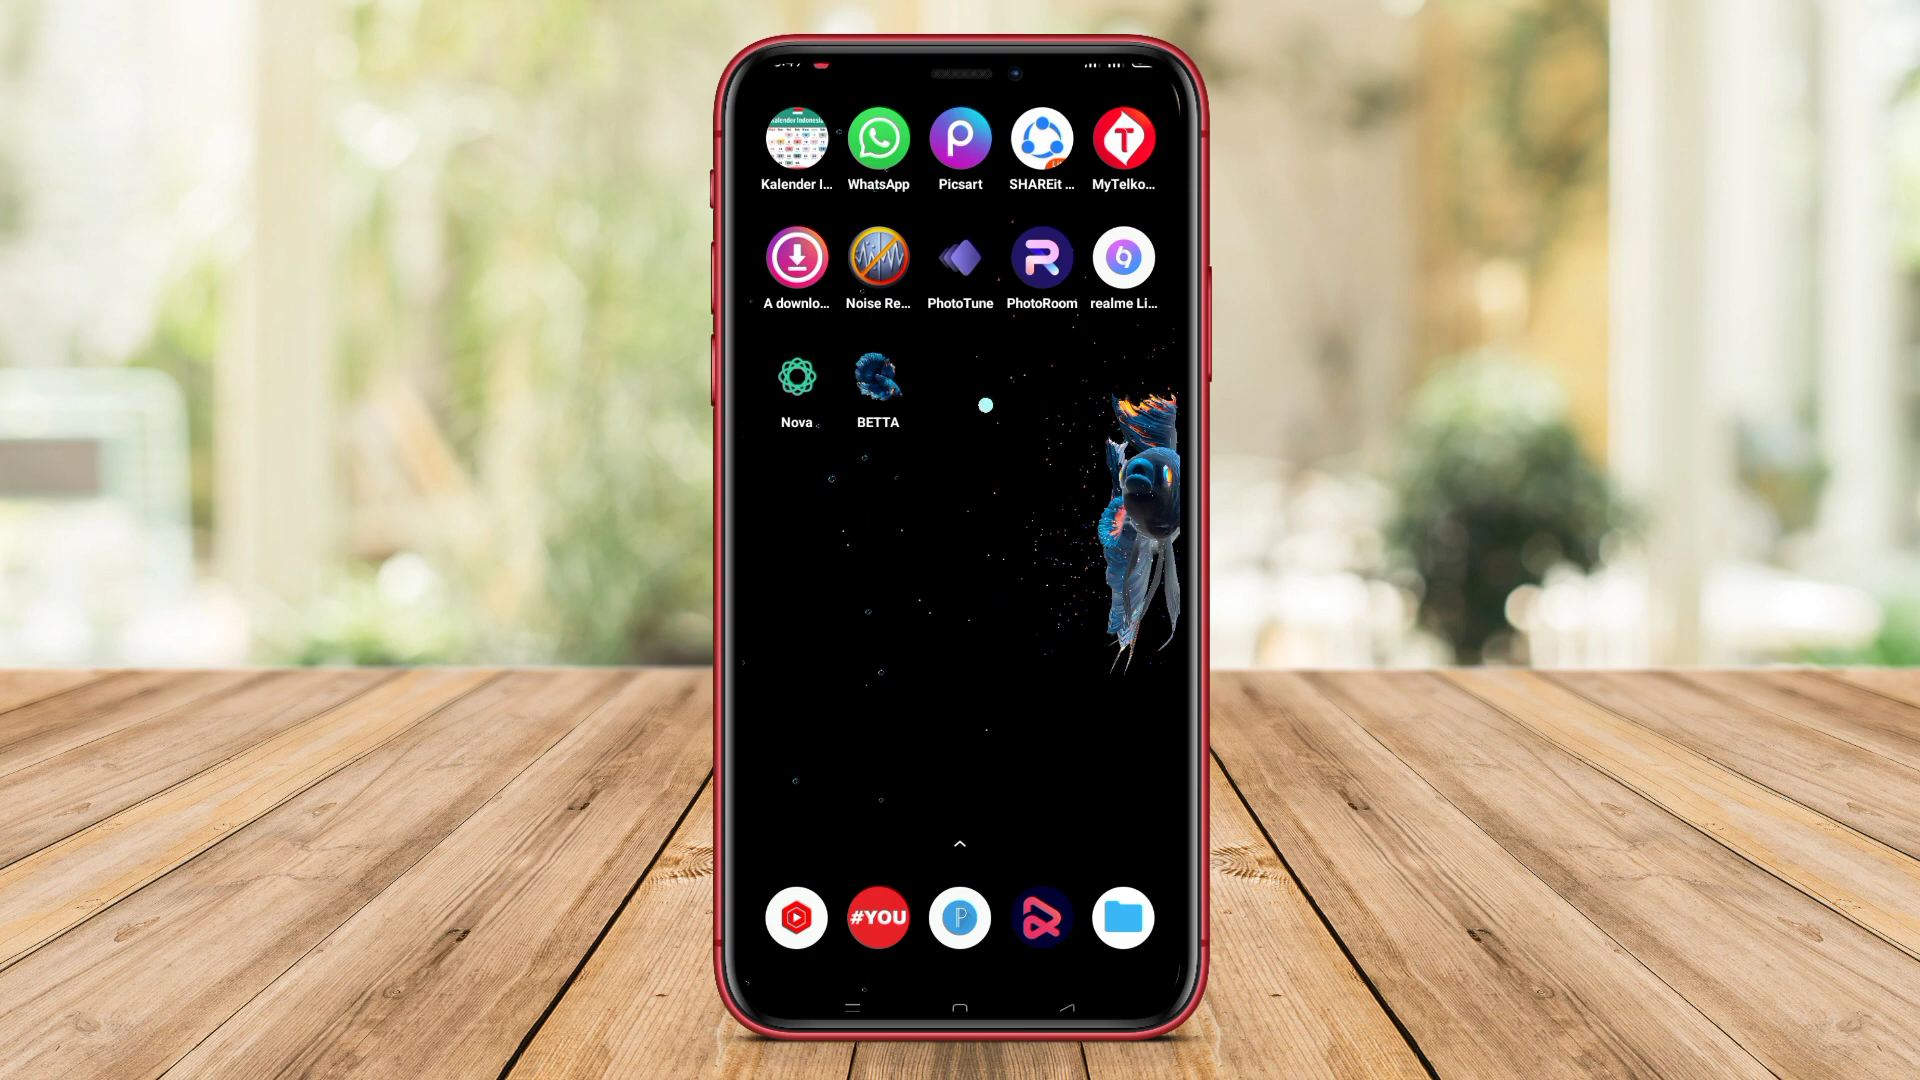 Kalender I...
WhatsApp
Picsart
SHAREit ...
MyTelko...
A downlo...
Noise Re...
PhotoTune
PhotoRoom
realme Li...
Nova
BETTA
#YOU